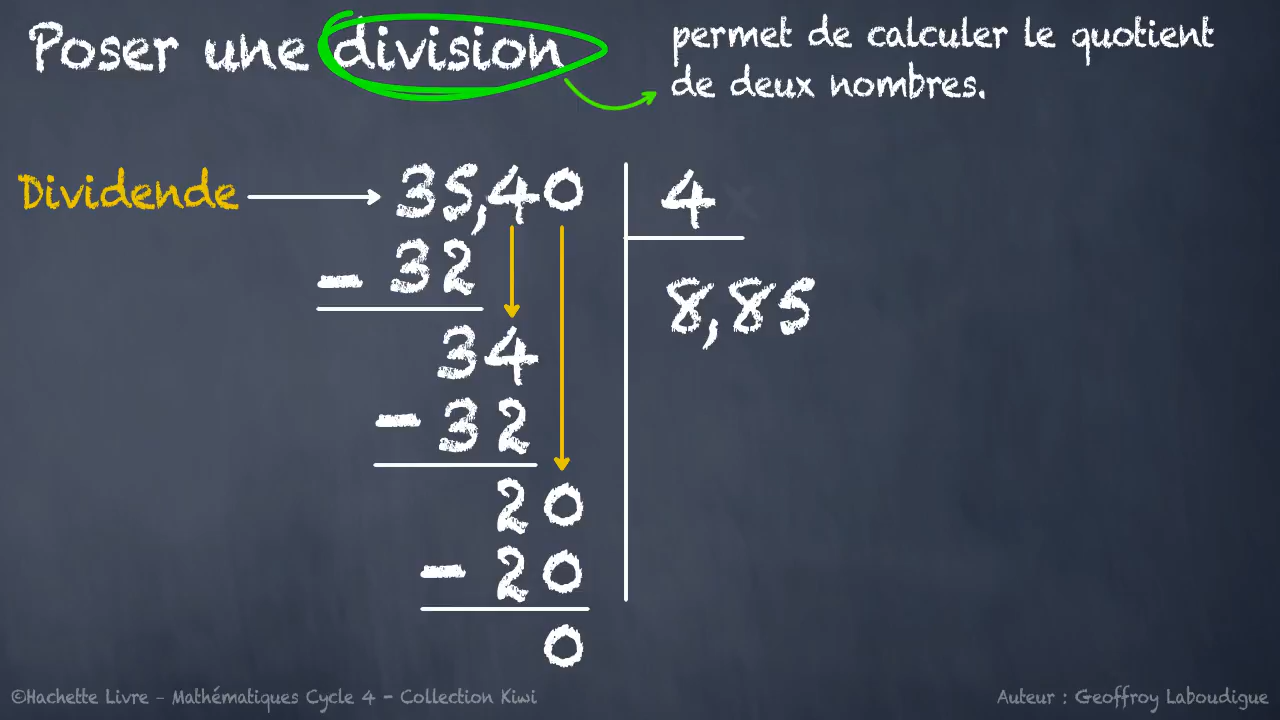 Poser une division
permet de calculer le quotient
de deux nombres.
Dividende
35,40
4
- 32
8,85
34
- 32
20
- 20
0
©Hachette Livre - Mathématiques Cycle 4 - Collection Kiwi
Auteur : Geoffroy Laboudigue